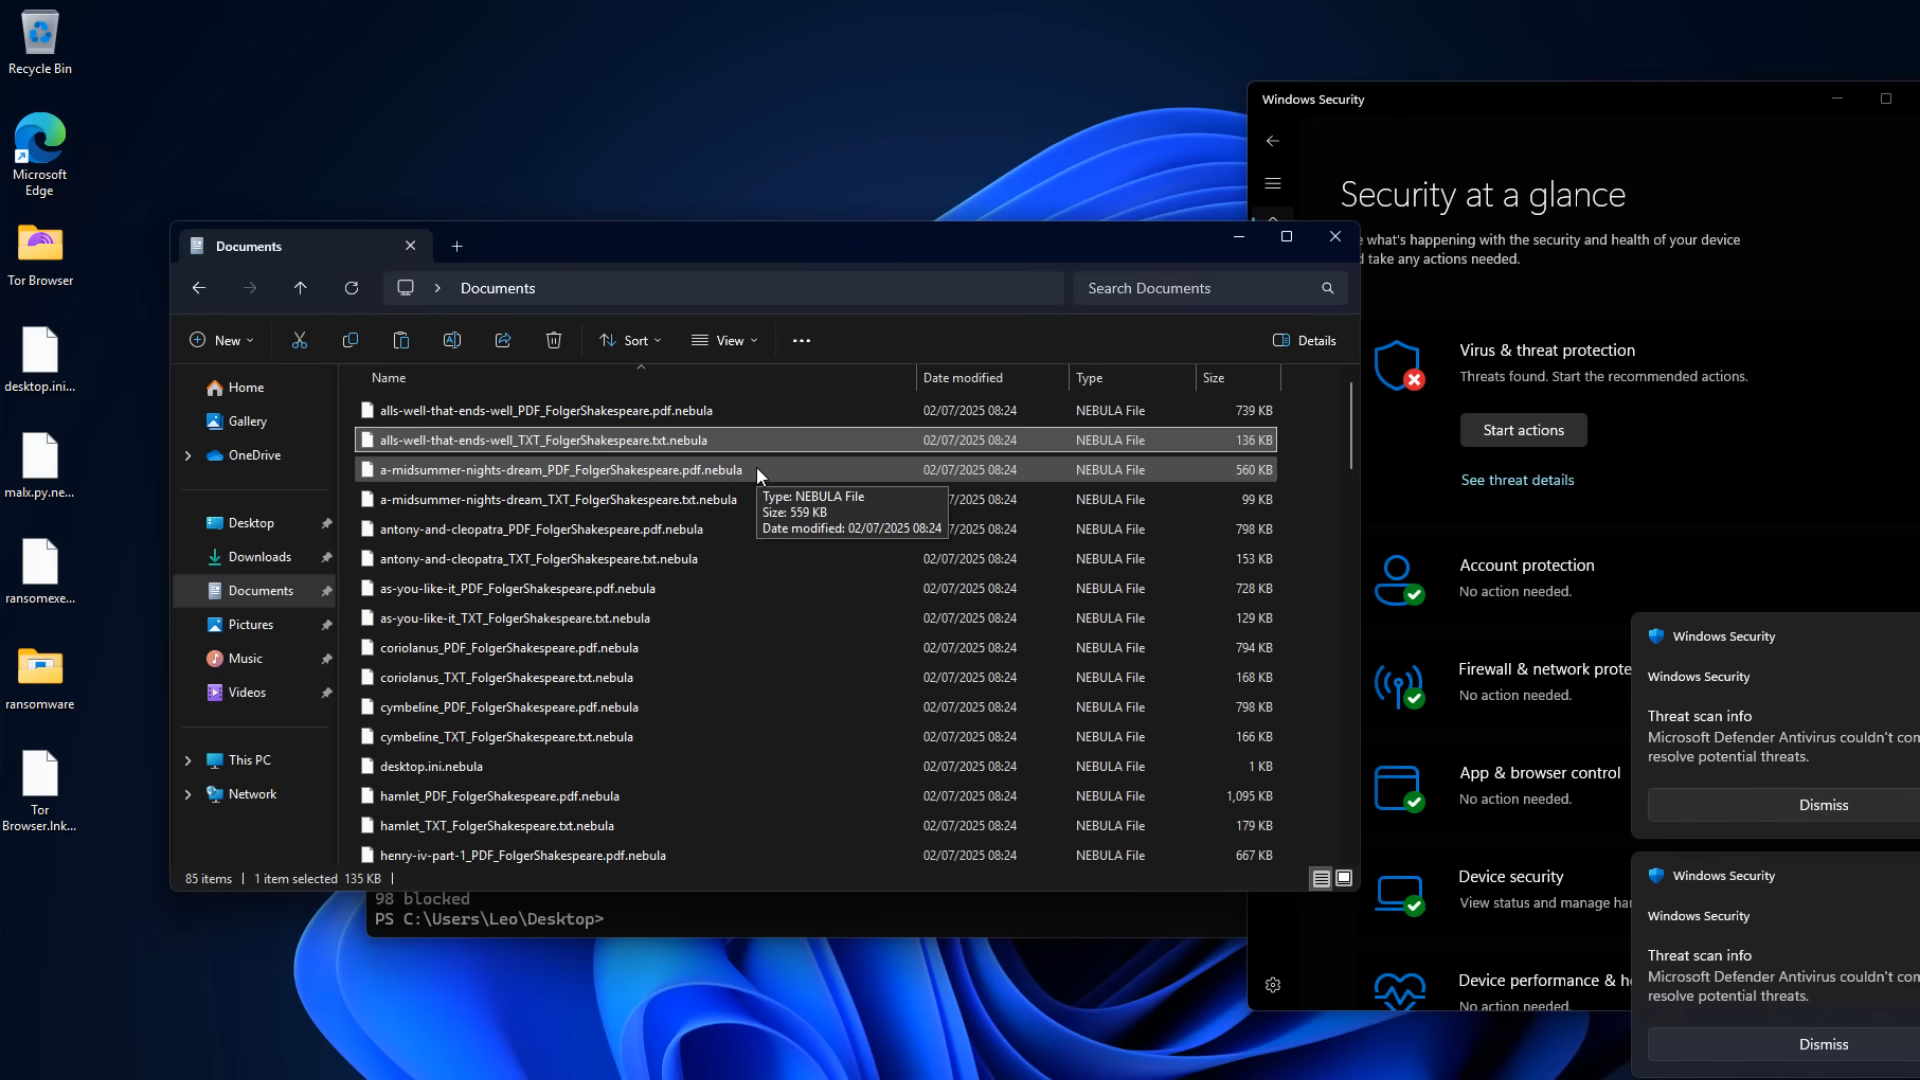 Recycle Bin
Microsoft
Edge
Tor Browser
desktop.ini...
malx.py.ne...
ransomexe...
ransomware
Tor
Browser.lnk...
Documents
Documents
Search Documents
New
Sort
View
Details
Home
Gallery
OneDrive
Desktop
Downloads
Documents
Pictures
Music
Videos
This PC
Network
Name Date modified Type Size
alls-well-that-ends-well_PDF_FolgerShakespeare.pdf.nebula 02/07/2025 08:24 NEBULA File 739 KB
alls-well-that-ends-well_TXT_FolgerShakespeare.txt.nebula 02/07/2025 08:24 NEBULA File 136 KB
a-midsummer-nights-dream_PDF_FolgerShakespeare.pdf.nebula 02/07/2025 08:24 NEBULA File 560 KB
a-midsummer-nights-dream_TXT_FolgerShakespeare.txt.nebula 7/2025 08:24 NEBULA File 99 KB
antony-and-cleopatra_PDF_FolgerShakespeare.pdf.nebula 7/2025 08:24 NEBULA File 798 KB
antony-and-cleopatra_TXT_FolgerShakespeare.txt.nebula 02/07/2025 08:24 NEBULA File 153 KB
as-you-like-it_PDF_FolgerShakespeare.pdf.nebula 02/07/2025 08:24 NEBULA File 728 KB
as-you-like-it_TXT_FolgerShakespeare.txt.nebula 02/07/2025 08:24 NEBULA File 129 KB
coriolanus_PDF_FolgerShakespeare.pdf.nebula 02/07/2025 08:24 NEBULA File 794 KB
coriolanus_TXT_FolgerShakespeare.txt.nebula 02/07/2025 08:24 NEBULA File 168 KB
cymbeline_PDF_FolgerShakespeare.pdf.nebula 02/07/2025 08:24 NEBULA File 798 KB
cymbeline_TXT_FolgerShakespeare.txt.nebula 02/07/2025 08:24 NEBULA File 166 KB
desktop.ini.nebula 02/07/2025 08:24 NEBULA File 1 KB
hamlet_PDF_FolgerShakespeare.pdf.nebula 02/07/2025 08:24 NEBULA File 1,095 KB
hamlet_TXT_FolgerShakespeare.txt.nebula 02/07/2025 08:24 NEBULA File 179 KB
henry-iv-part-1_PDF_FolgerShakespeare.pdf.nebula 02/07/2025 08:24 NEBULA File 667 KB
Type: NEBULA File
Size: 559 KB
Date modified: 02/07/2025 08:24
85 items 1 item selected 135 KB
98 blocked
PS C:\Users\Leo\Desktop>
Windows Security
Security at a glance
what's happening with the security and health of your device
take any actions needed.
Virus & threat protection
Threats found. Start the recommended actions.
Start actions
See threat details
Account protection
No action needed.
Firewall & network prote
No action needed.
App & browser control
No action needed.
Device security
View status and manage har
Device performance & h
No action needed.
Windows Security
Windows Security
Threat scan info
Microsoft Defender Antivirus couldn't com
resolve potential threats.
Dismiss
Windows Security
Windows Security
Threat scan info
Microsoft Defender Antivirus couldn't com
resolve potential threats.
Dismiss